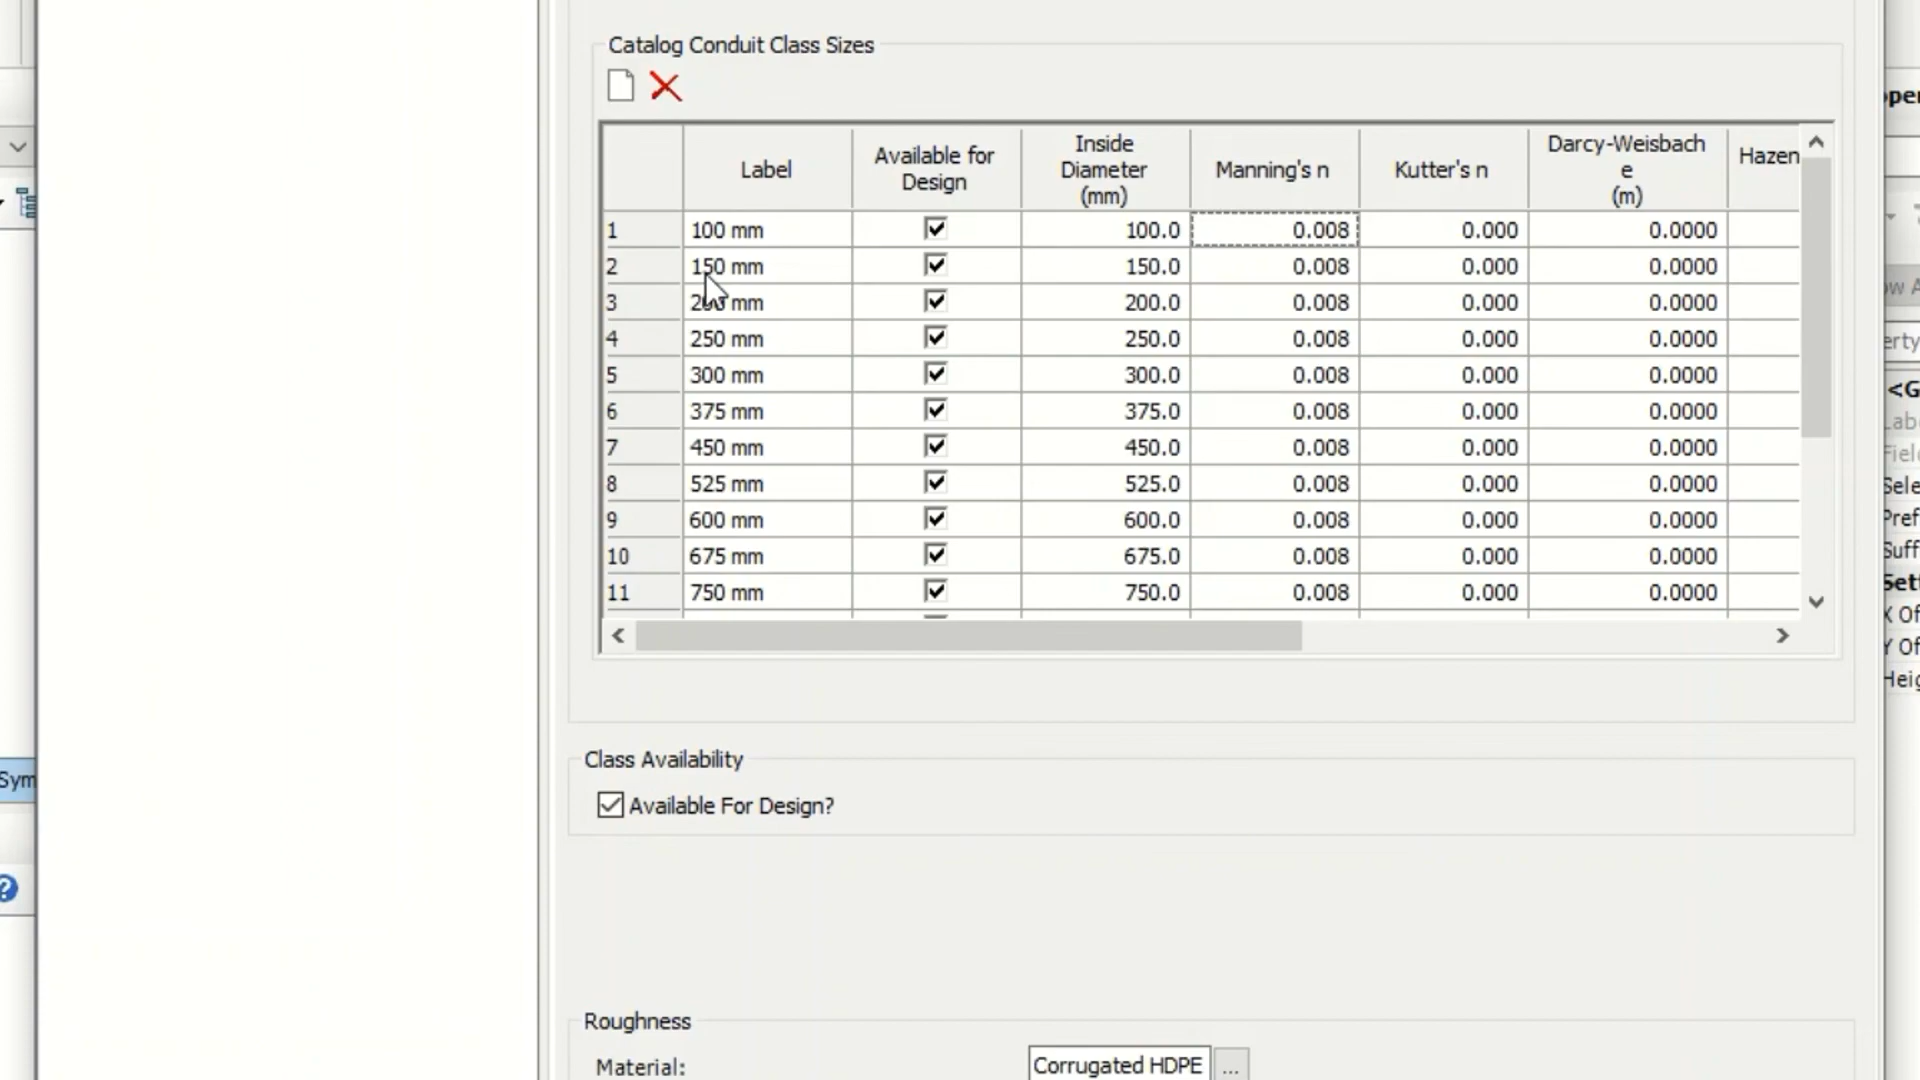 Catalog Conduit Class Sizes
Label Available for Design Inside Diameter (mm) Manning's n Kutter's n Darcy-Weisbach e (m) Hazen
1 100 mm 100.0 0.008 0.000 0.0000
2 150 mm 150.0 0.008 0.000 0.0000
3 200 mm 200.0 0.008 0.000 0.0000
4 250 mm 250.0 0.008 0.000 0.0000
5 300 mm 300.0 0.008 0.000 0.0000
6 375 mm 375.0 0.008 0.000 0.0000
7 450 mm 450.0 0.008 0.000 0.0000
8 525 mm 525.0 0.008 0.000 0.0000
9 600 mm 600.0 0.008 0.000 0.0000
10 675 mm 675.0 0.008 0.000 0.0000
11 750 mm 750.0 0.008 0.000 0.0000
Class Availability
Available For Design?
Roughness
Material: Corrugated HDPE ...
Sym
<G
Sele
Pref
Suff
X Of
Y Of
Heig